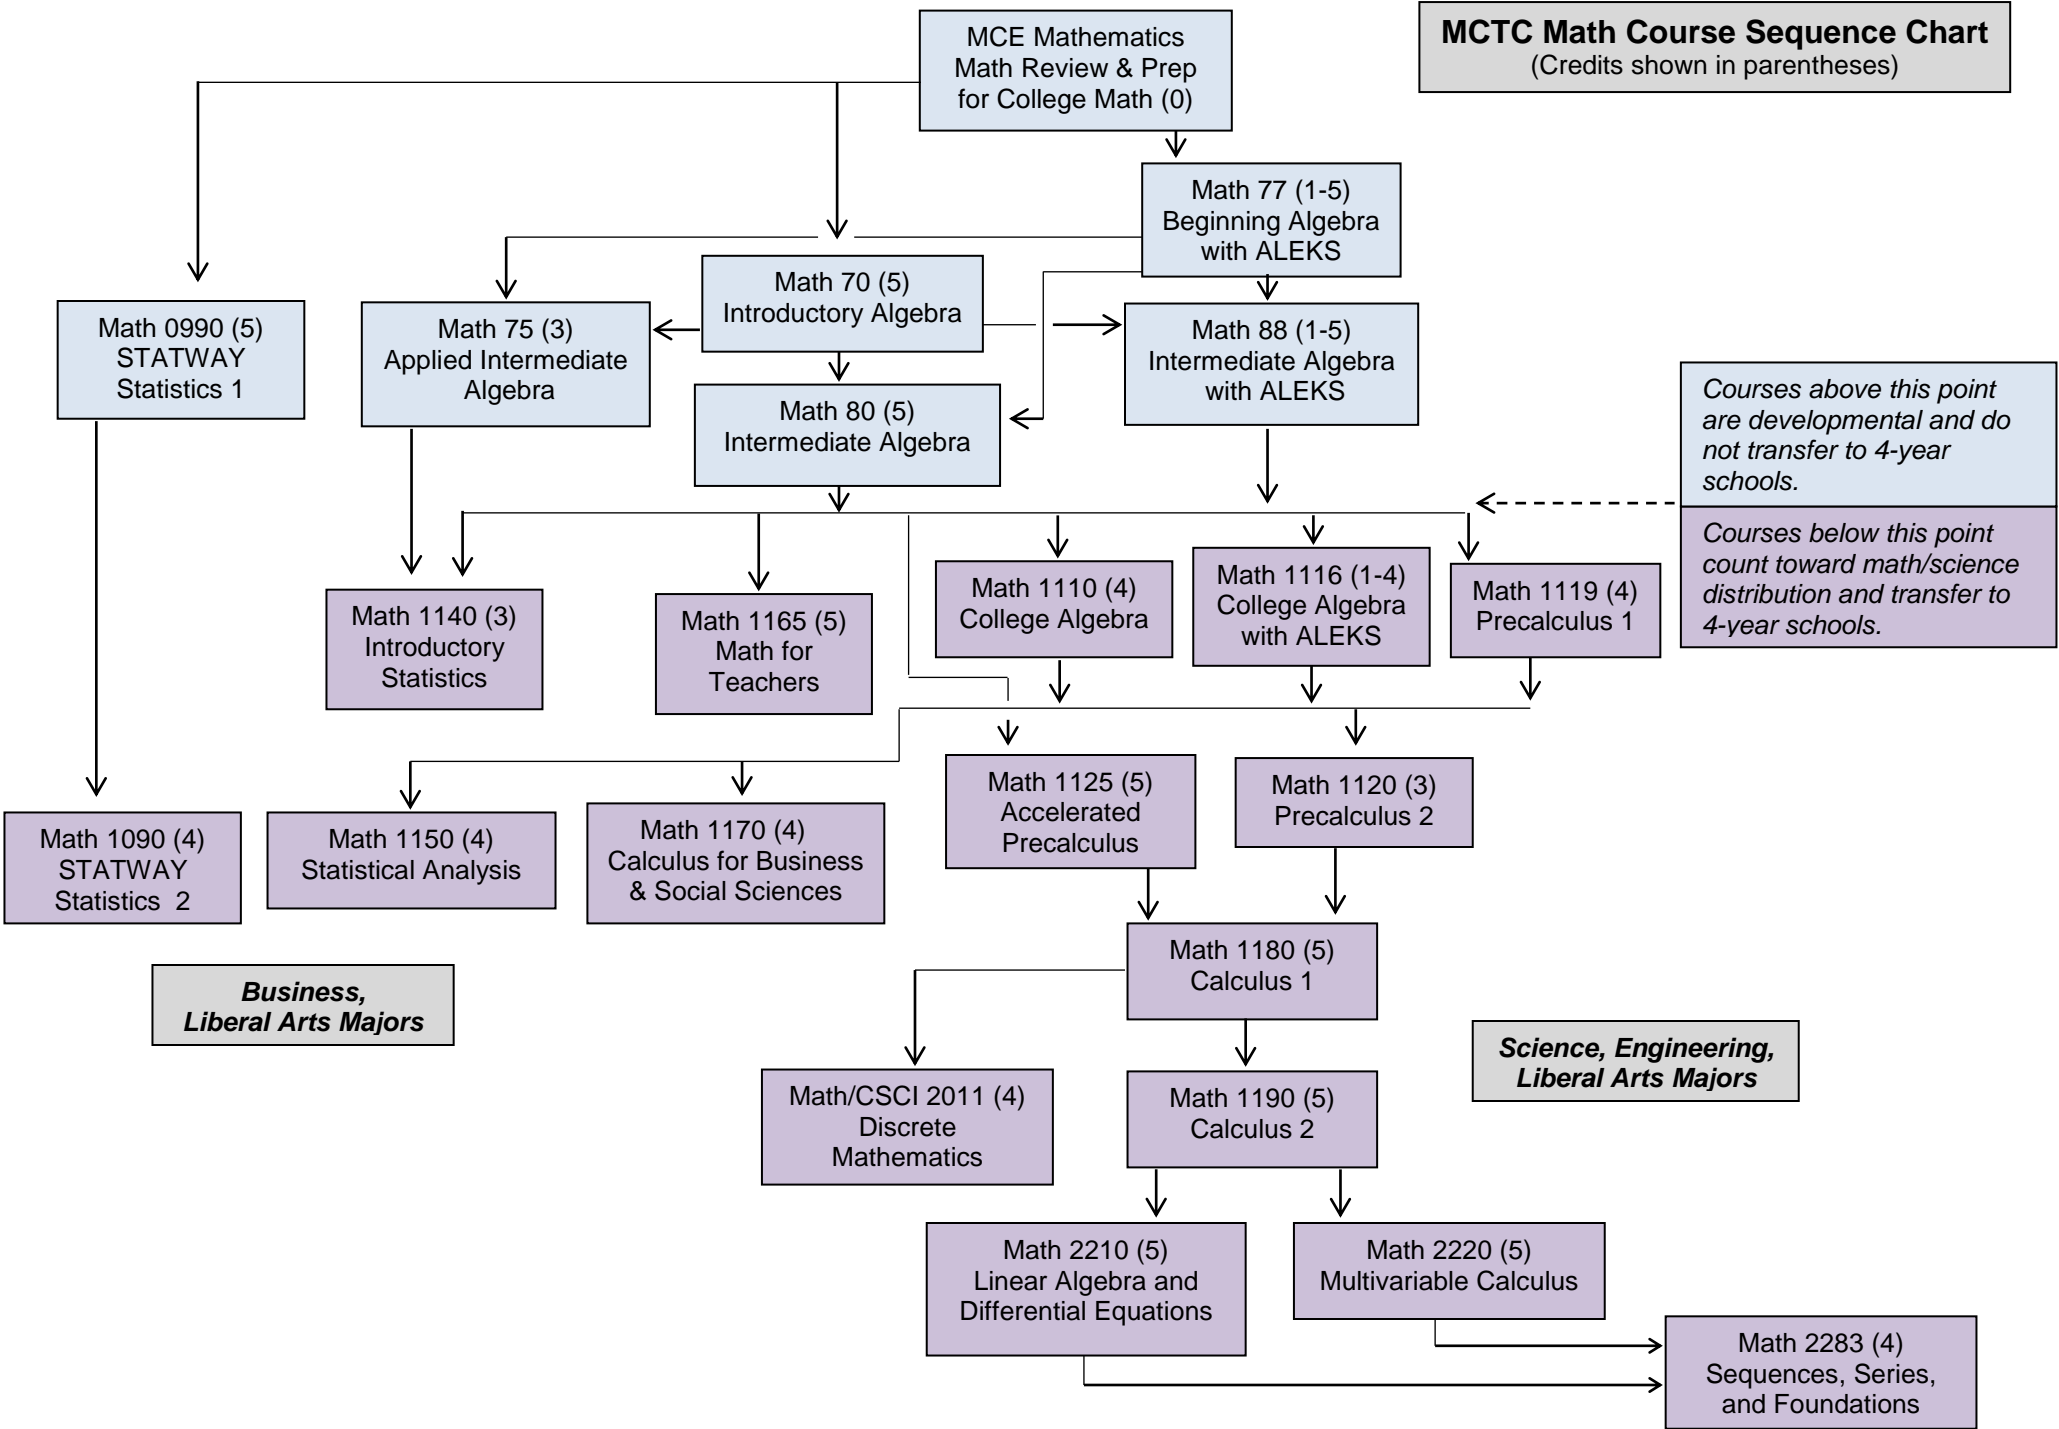 MCTC Math Course Sequence Chart
(Credits shown in parentheses)
MCE Mathematics
Math Review & Prep
for College Math (0)
Math 77 (1-5)
Beginning Algebra
with ALEKS
Math 70 (5)
Introductory Algebra
Math 0990 (5)
STATWAY
Statistics 1
Math 75 (3)
Applied Intermediate
Algebra
Math 88 (1-5)
Intermediate Algebra
with ALEKS
Math 80 (5)
Intermediate Algebra
Courses above this point
are developmental and do
not transfer to 4-year
schools.
Courses below this point
count toward math/science
distribution and transfer to
4-year schools.
Math 1140 (3)
Introductory
Statistics
Math 1165 (5)
Math for
Teachers
Math 1110 (4)
College Algebra
Math 1116 (1-4)
College Algebra
with ALEKS
Math 1119 (4)
Precalculus 1
Math 1090 (4)
STATWAY
Statistics 2
Math 1150 (4)
Statistical Analysis
Math 1170 (4)
Calculus for Business
& Social Sciences
Math 1125 (5)
Accelerated
Precalculus
Math 1120 (3)
Precalculus 2
Business,
Liberal Arts Majors
Math 1180 (5)
Calculus 1
Science, Engineering,
Liberal Arts Majors
Math/CSCI 2011 (4)
Discrete
Mathematics
Math 1190 (5)
Calculus 2
Math 2210 (5)
Linear Algebra and
Differential Equations
Math 2220 (5)
Multivariable Calculus
Math 2283 (4)
Sequences, Series,
and Foundations